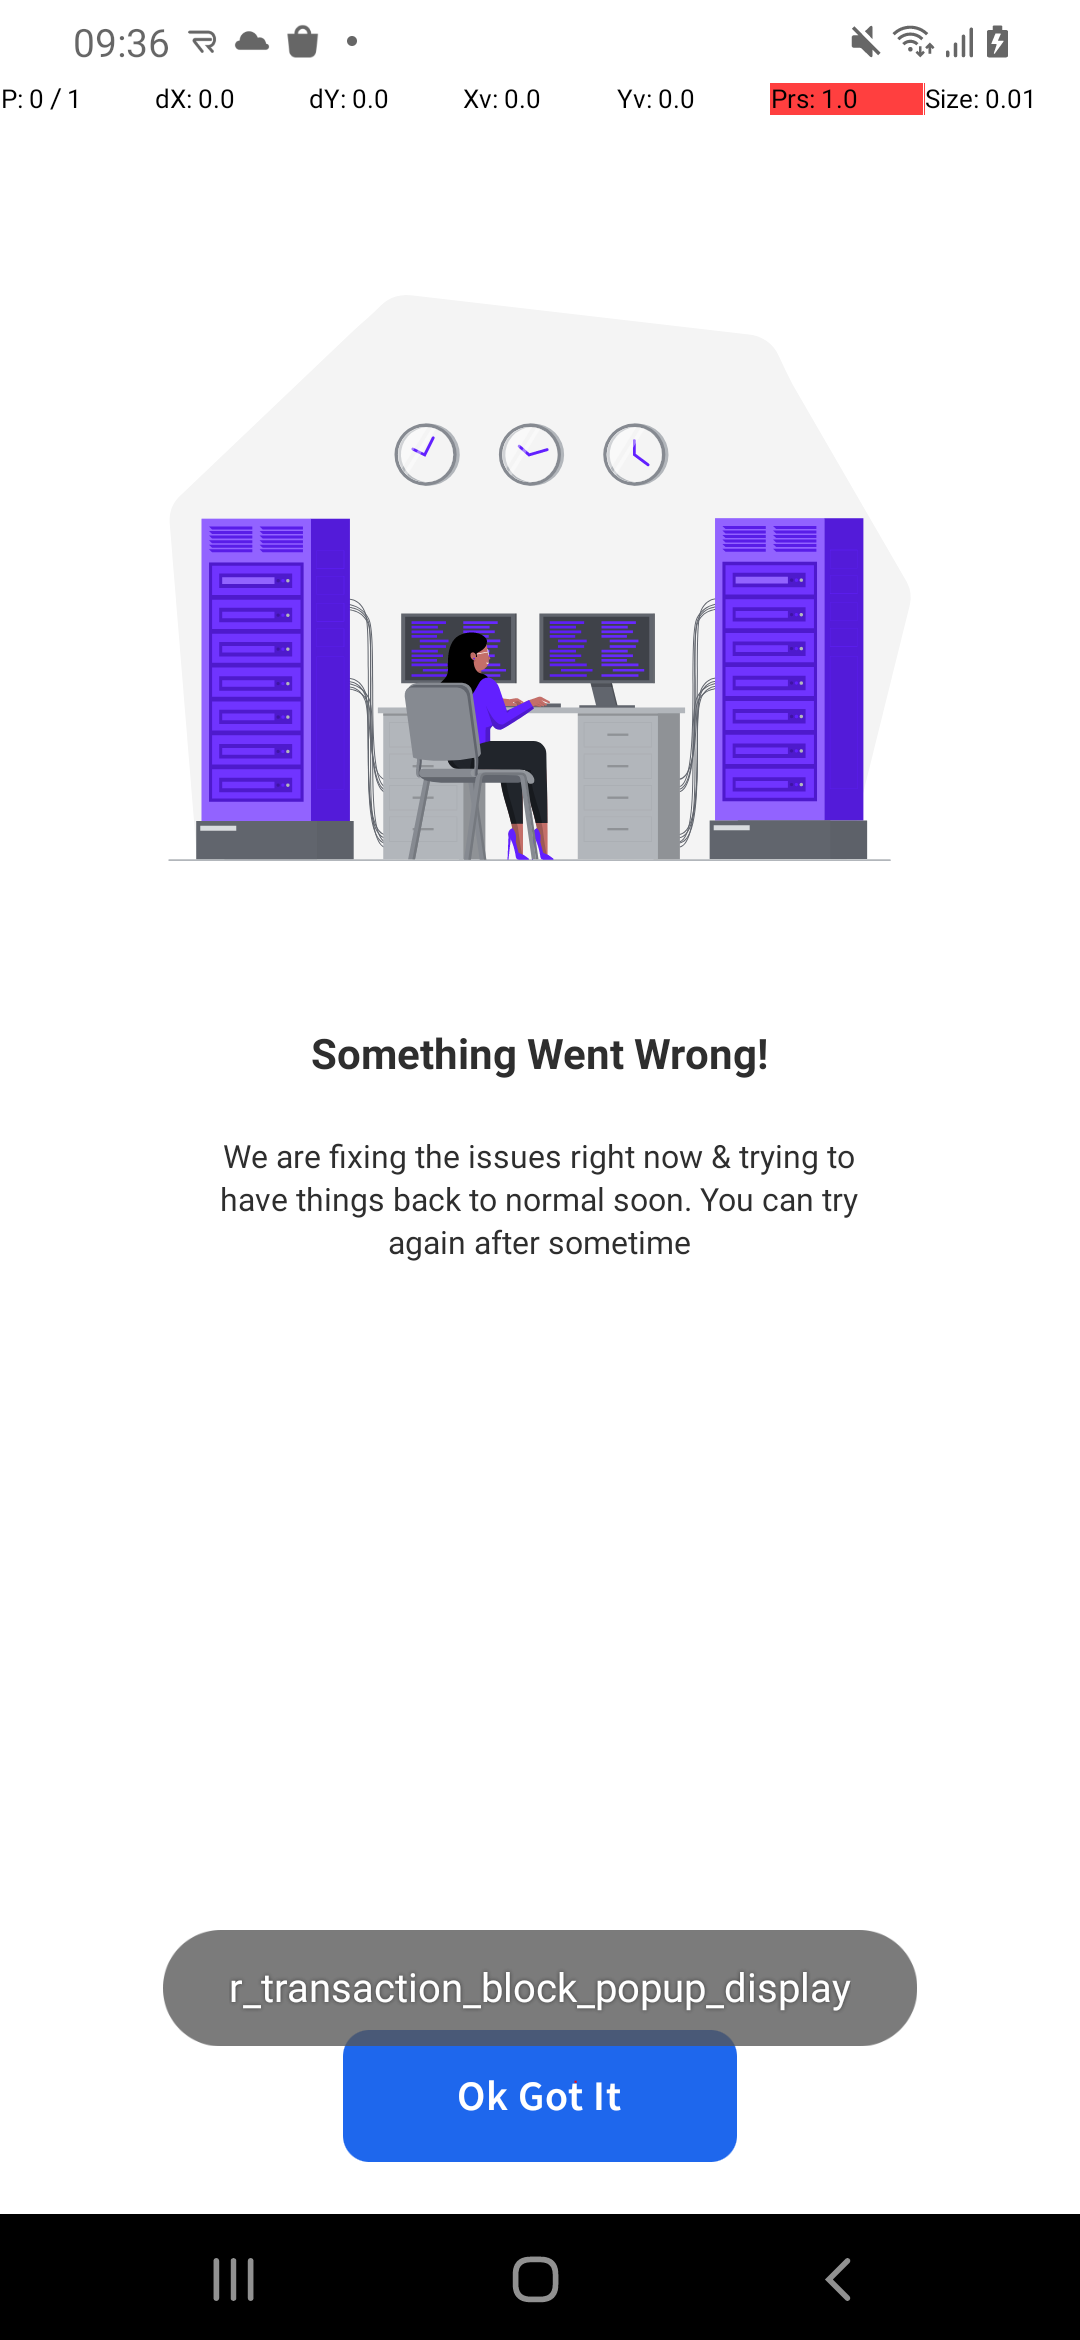 09:36
P: 0 / 1 dX: 0.0 dY: 0.0 Xv: 0.0 Yv: 0.0 Prs: 1.0 Size: 0.01
Something Went Wrong!
We are fixing the issues right now & trying to
have things back to normal soon. You can try
again after sometime
r_transaction_block_popup_display
Ok Got It